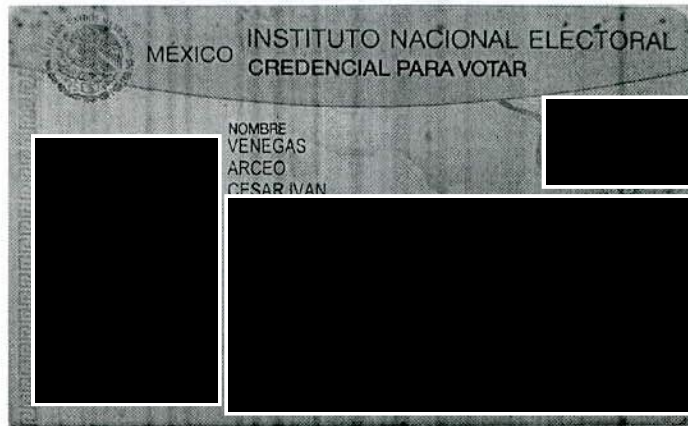 MÉXICO INSTITUTO NACIONAL ELECTORAL
CREDENCIAL PARA VOTAR
NOMBRE
VENEGAS
ARCEO
CESAR IVAN